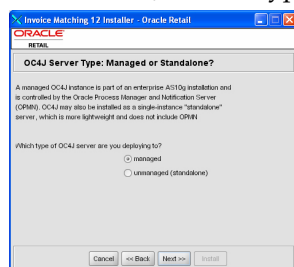 Invoice Matching 12 Installer - Oracle Retail
ORACLE
RETAIL
OC4J Server Type: Managed or Standalone?
A managed OC4J instance is part of an enterprise AS10g installation and
is controlled by the Oracle Process Manager and Notification Server
(OPMN). OC4J may also be installed as a single-instance "standalone"
server, which is more lightweight and does not include OPMN
Which type of OC4J server are you deploying to?
managed
unmanaged (standalone)
Cancel << Back Next >> Install